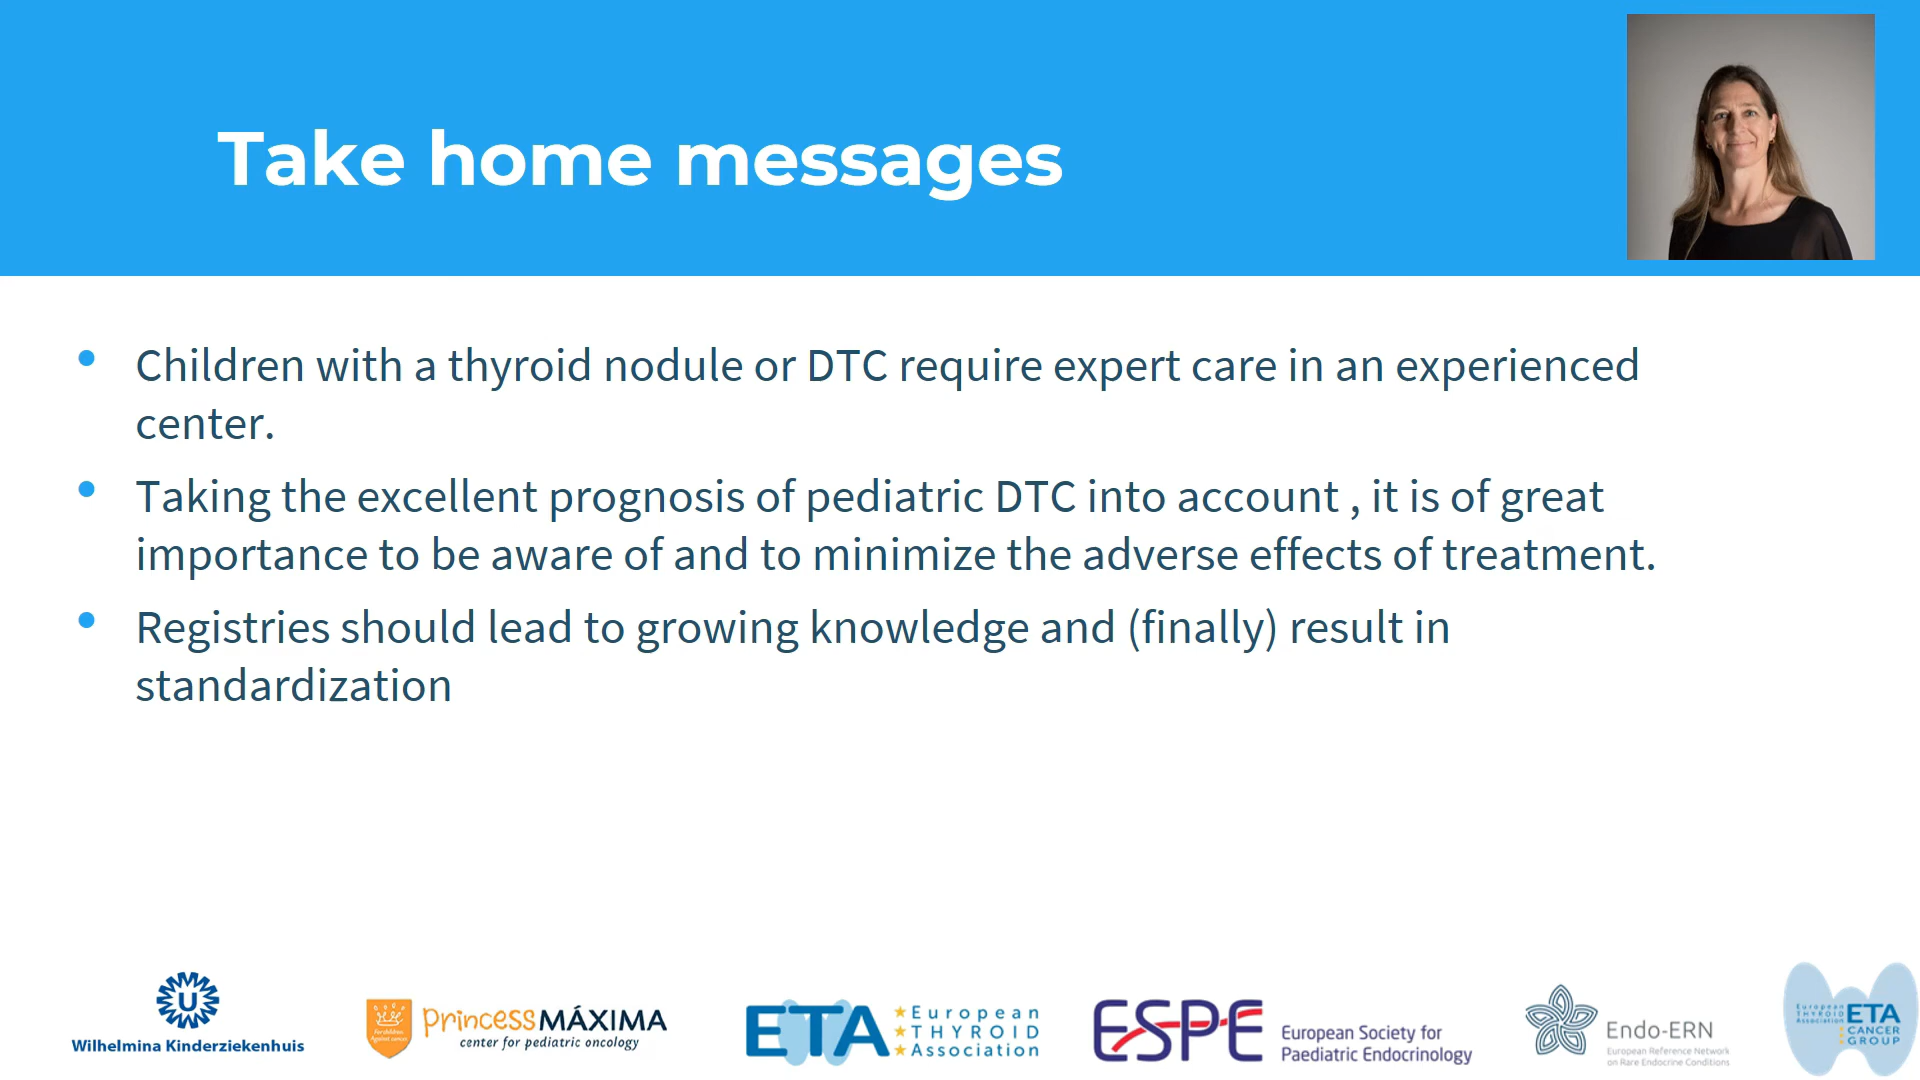 Take home messages
• Children with a thyroid nodule or DTC require expert care in an experienced
center.
• Taking the excellent prognosis of pediatric DTC into account , it is of great
importance to be aware of and to minimize the adverse effects of treatment.
• Registries should lead to growing knowledge and (finally) result in
standardization
U
Wilhelmina Kinderziekenhuis
Princess MÁXIMA
center for pediatric oncology
ETA
European
THYROID
Association
ESPE
European Society for
Paediatric Endocrinology
Endo-ERN
European Reference Network
on Rare Endocrine Conditions
European
THYROID
Association
ETA
CANCER
GROUP